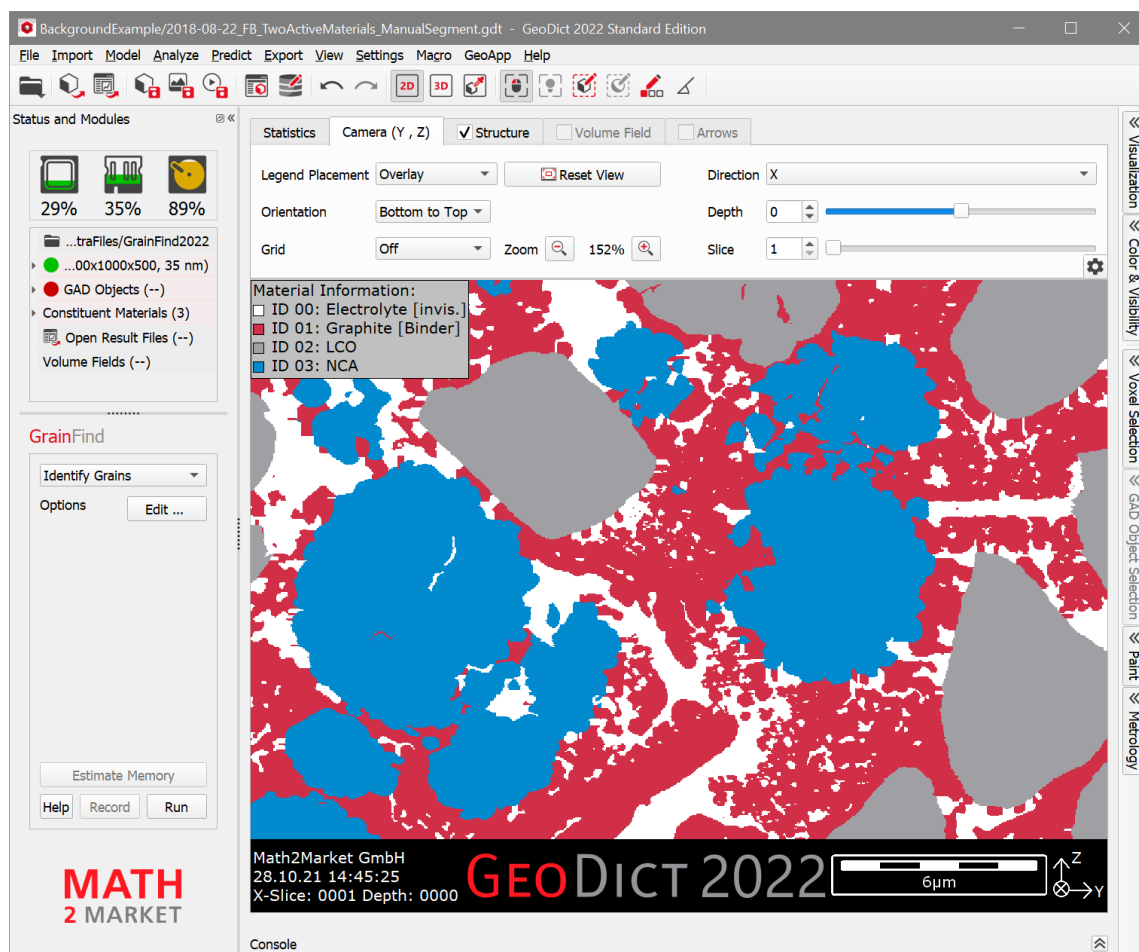 BackgroundExample/2018-08-22_FB_TwoActiveMaterials_ManualSegment.gdt - GeoDict 2022 Standard Edition
File Import Model Analyze Predict Export View Settings Macro GeoApp Help
2D 3D
Status and Modules
29% 35% 89%
...traFiles/GrainFind2022
...00x1000x500, 35 nm)
GAD Objects (--)
Constituent Materials (3)
Open Result Files (--)
Volume Fields (--)
GrainFind
Identify Grains
Options Edit ...
Estimate Memory
Help Record Run
MATH
2 MARKET
Statistics Camera (Y , Z) Structure Volume Field Arrows
Legend Placement Overlay Reset View Direction X
Orientation Bottom to Top Depth 0
Grid Off Zoom 152% Slice 1
Material Information:
ID 00: Electrolyte [invis.]
ID 01: Graphite [Binder]
ID 02: LCO
ID 03: NCA
Math2Market GmbH
28.10.21 14:45:25
X-Slice: 0001 Depth: 0000
GEODICT 2022
6µm
Z
Y
Console
Visualization
Color & Visibility
Voxel Selection
GAD Object Selection
Paint
Metrology